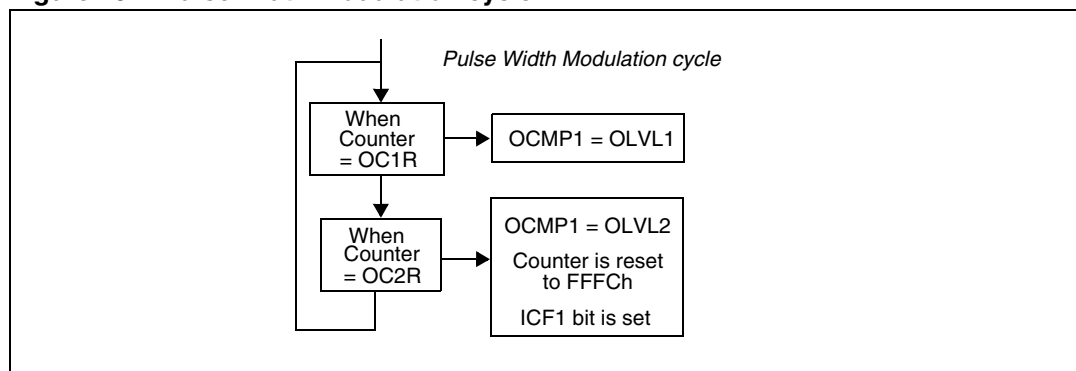 Pulse Width Modulation cycle
When
Counter
= OC1R
OCMP1 = OLVL1
When
Counter
= OC2R
OCMP1 = OLVL2
Counter is reset
to FFFCh
ICF1 bit is set